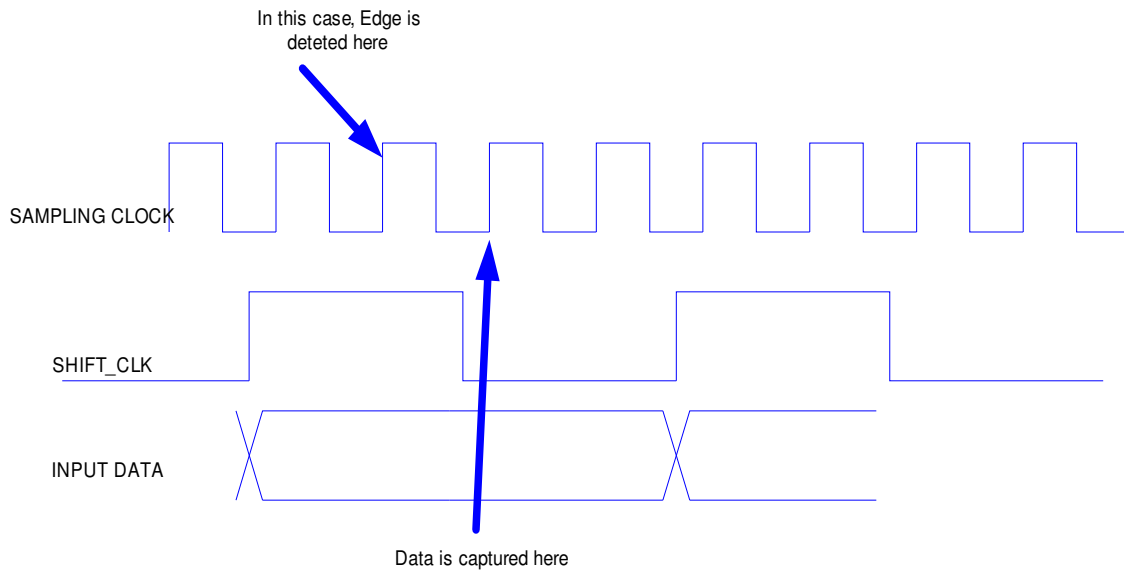 In this case, Edge is
deteted here
SAMPLING CLOCK
SHIFT_CLK
INPUT DATA
Data is captured here